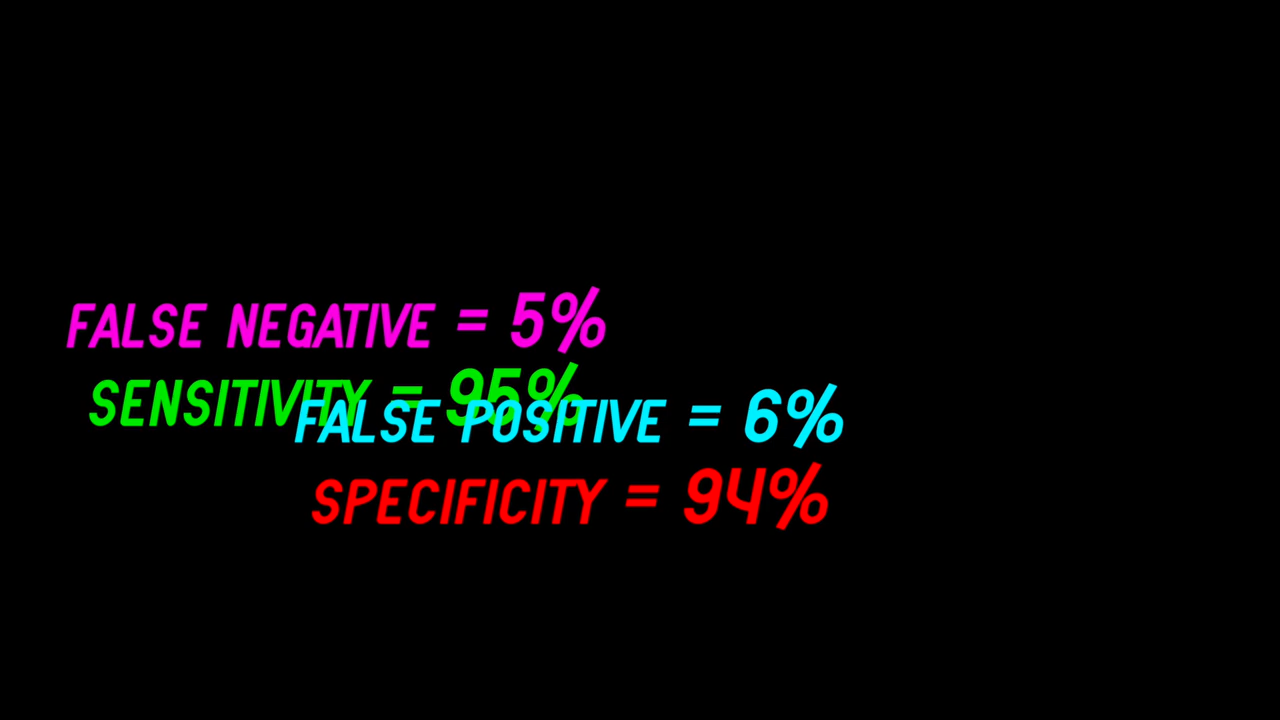 FALSE NEGATIVE = 5%
SENSITIVITY = 95%
FALSE POSITIVE = 6%
SPECIFICITY = 94%